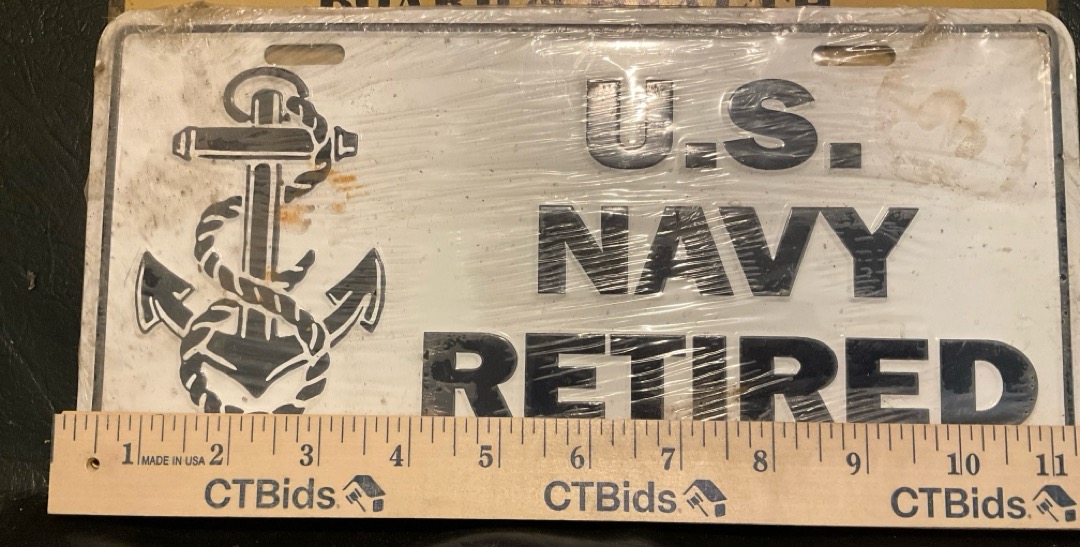 U.S.
NAVY
RETIRED
1 MADE IN USA 2 3 4 5 6 7 8 9 10 11
CTBids. CTBids. CTBids.